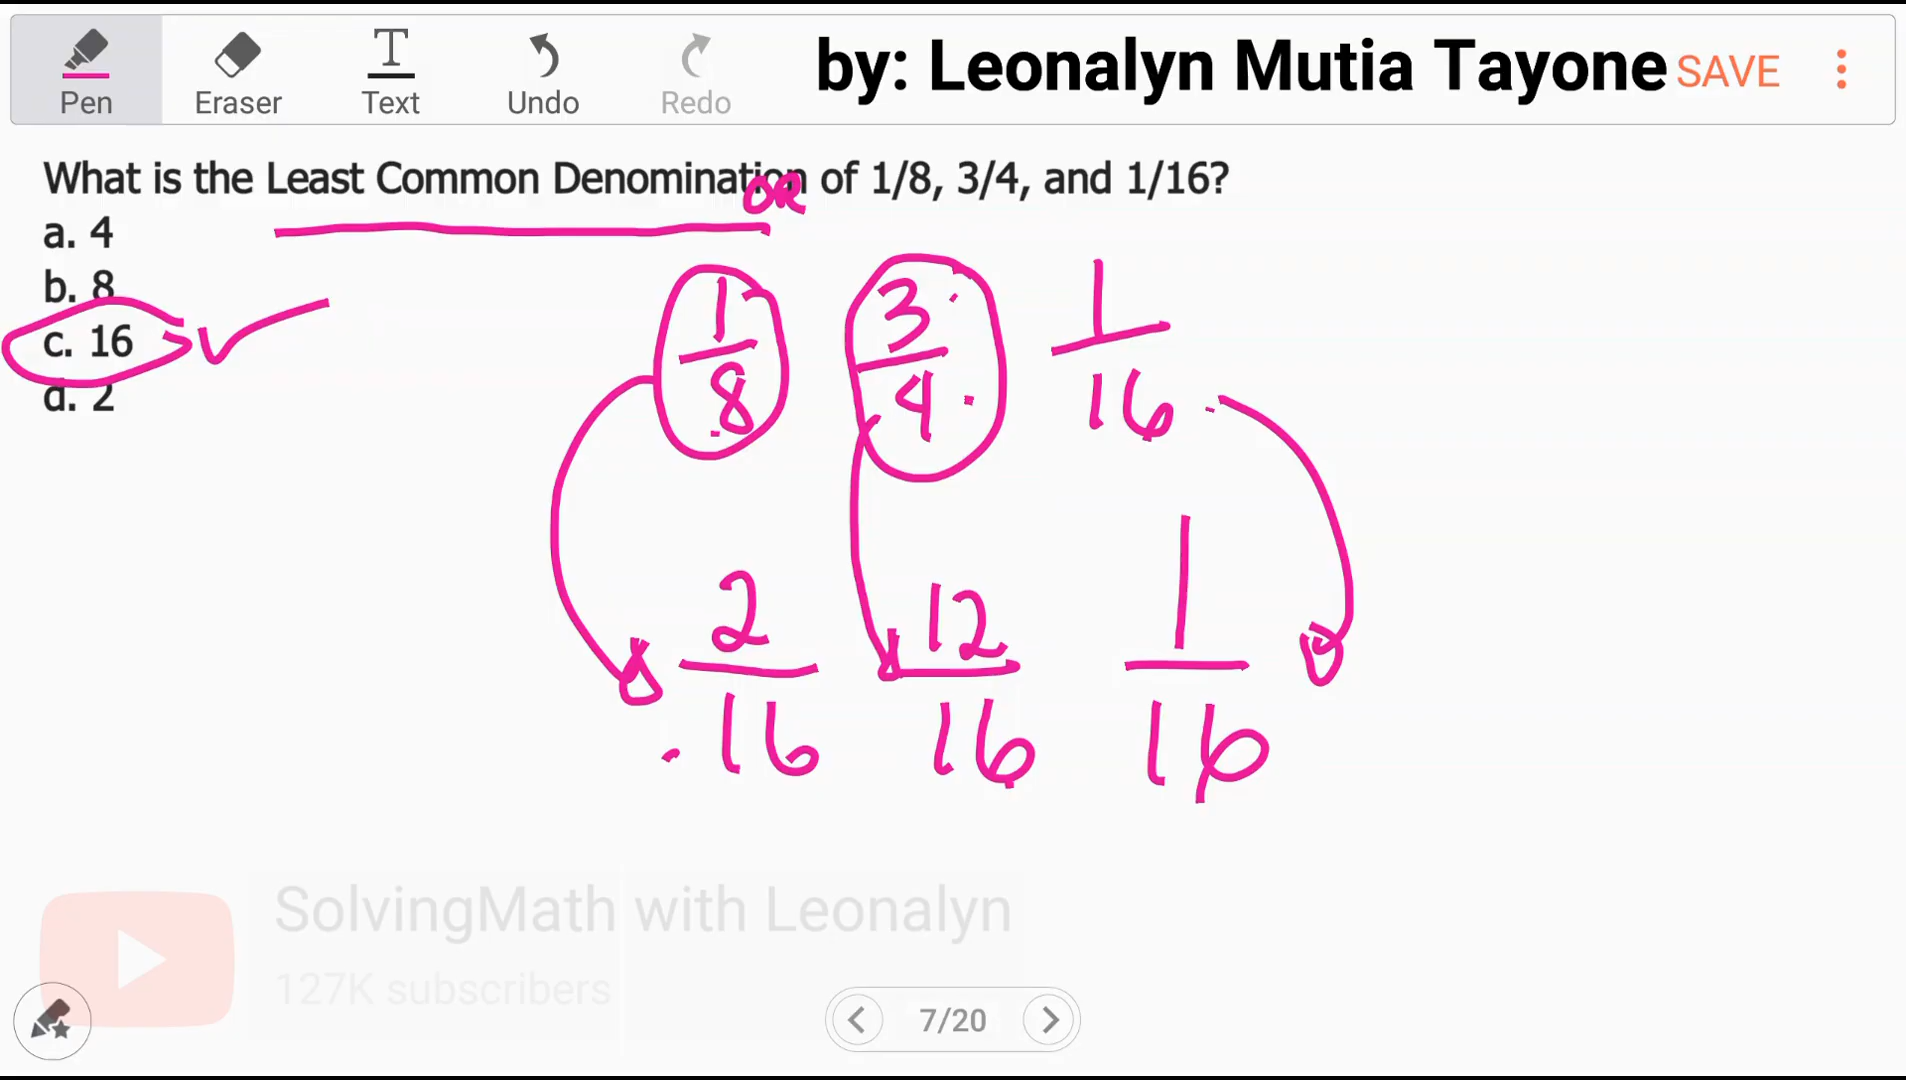 by: Leonalyn Mutia Tayone SAVE
Pen Eraser Text Undo Redo
What is the Least Common Denomination of 1/8, 3/4, and 1/16?
OR
a. 4
b. 8
c. 16
d. 2
1/8 3/4 1/16
2/16 12/16 1/16
SolvingMath with Leonalyn
127K subscribers
7/20